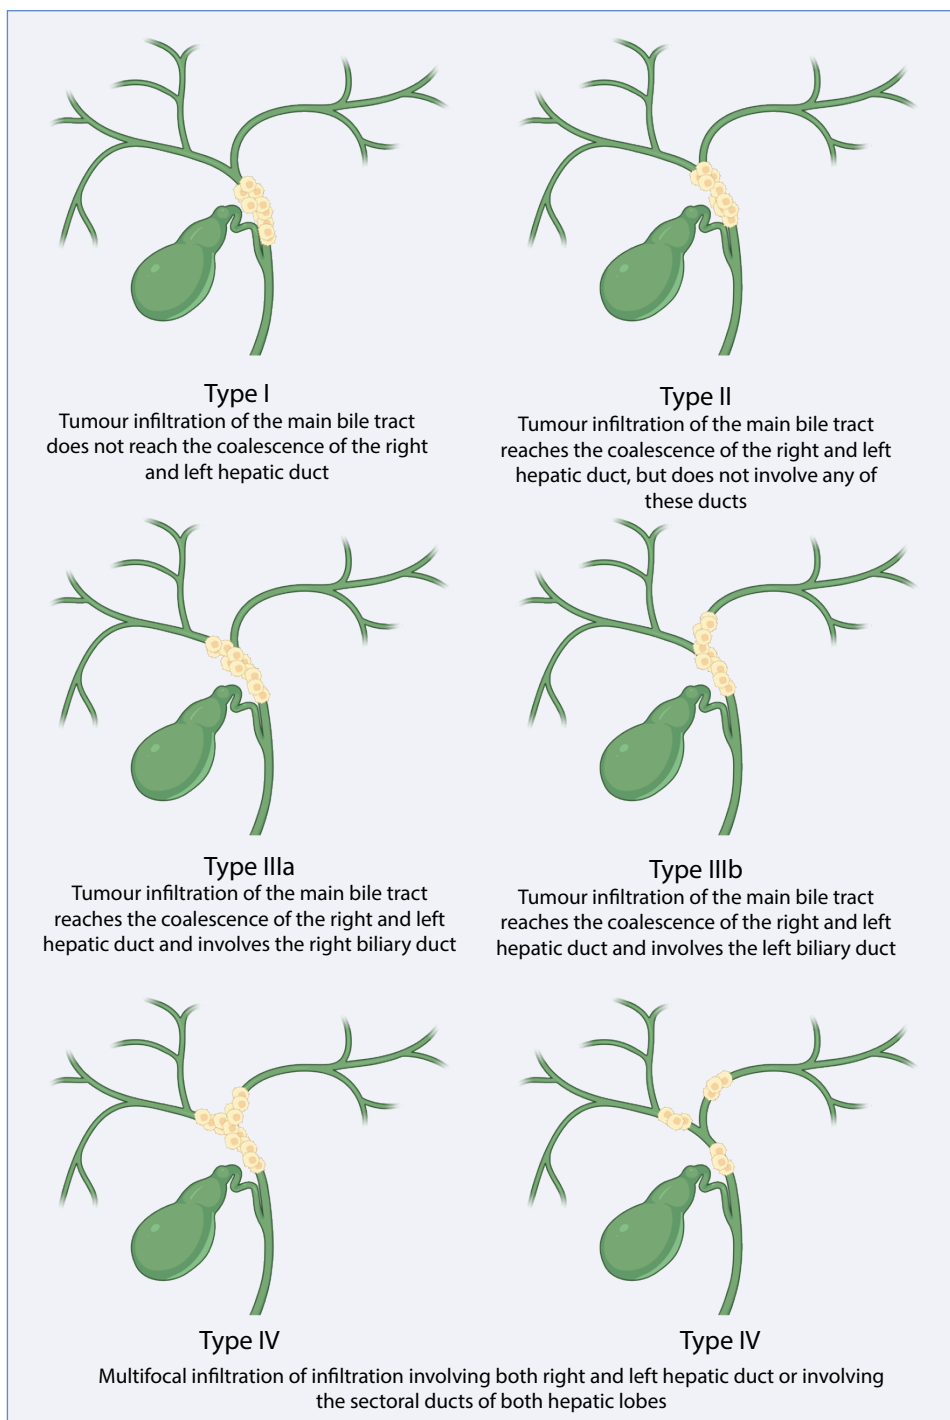 Type I
Tumour infiltration of the main bile tract
does not reach the coalescence of the right
and left hepatic duct
Type II
Tumour infiltration of the main bile tract
reaches the coalescence of the right and left
hepatic duct, but does not involve any of
these ducts
Type IIIa
Tumour infiltration of the main bile tract
reaches the coalescence of the right and left
hepatic duct and involves the right biliary duct
Type IIIb
Tumour infiltration of the main bile tract
reaches the coalescence of the right and left
hepatic duct and involves the left biliary duct
Type IV
Type IV
Multifocal infiltration of infiltration involving both right and left hepatic duct or involving
the sectoral ducts of both hepatic lobes